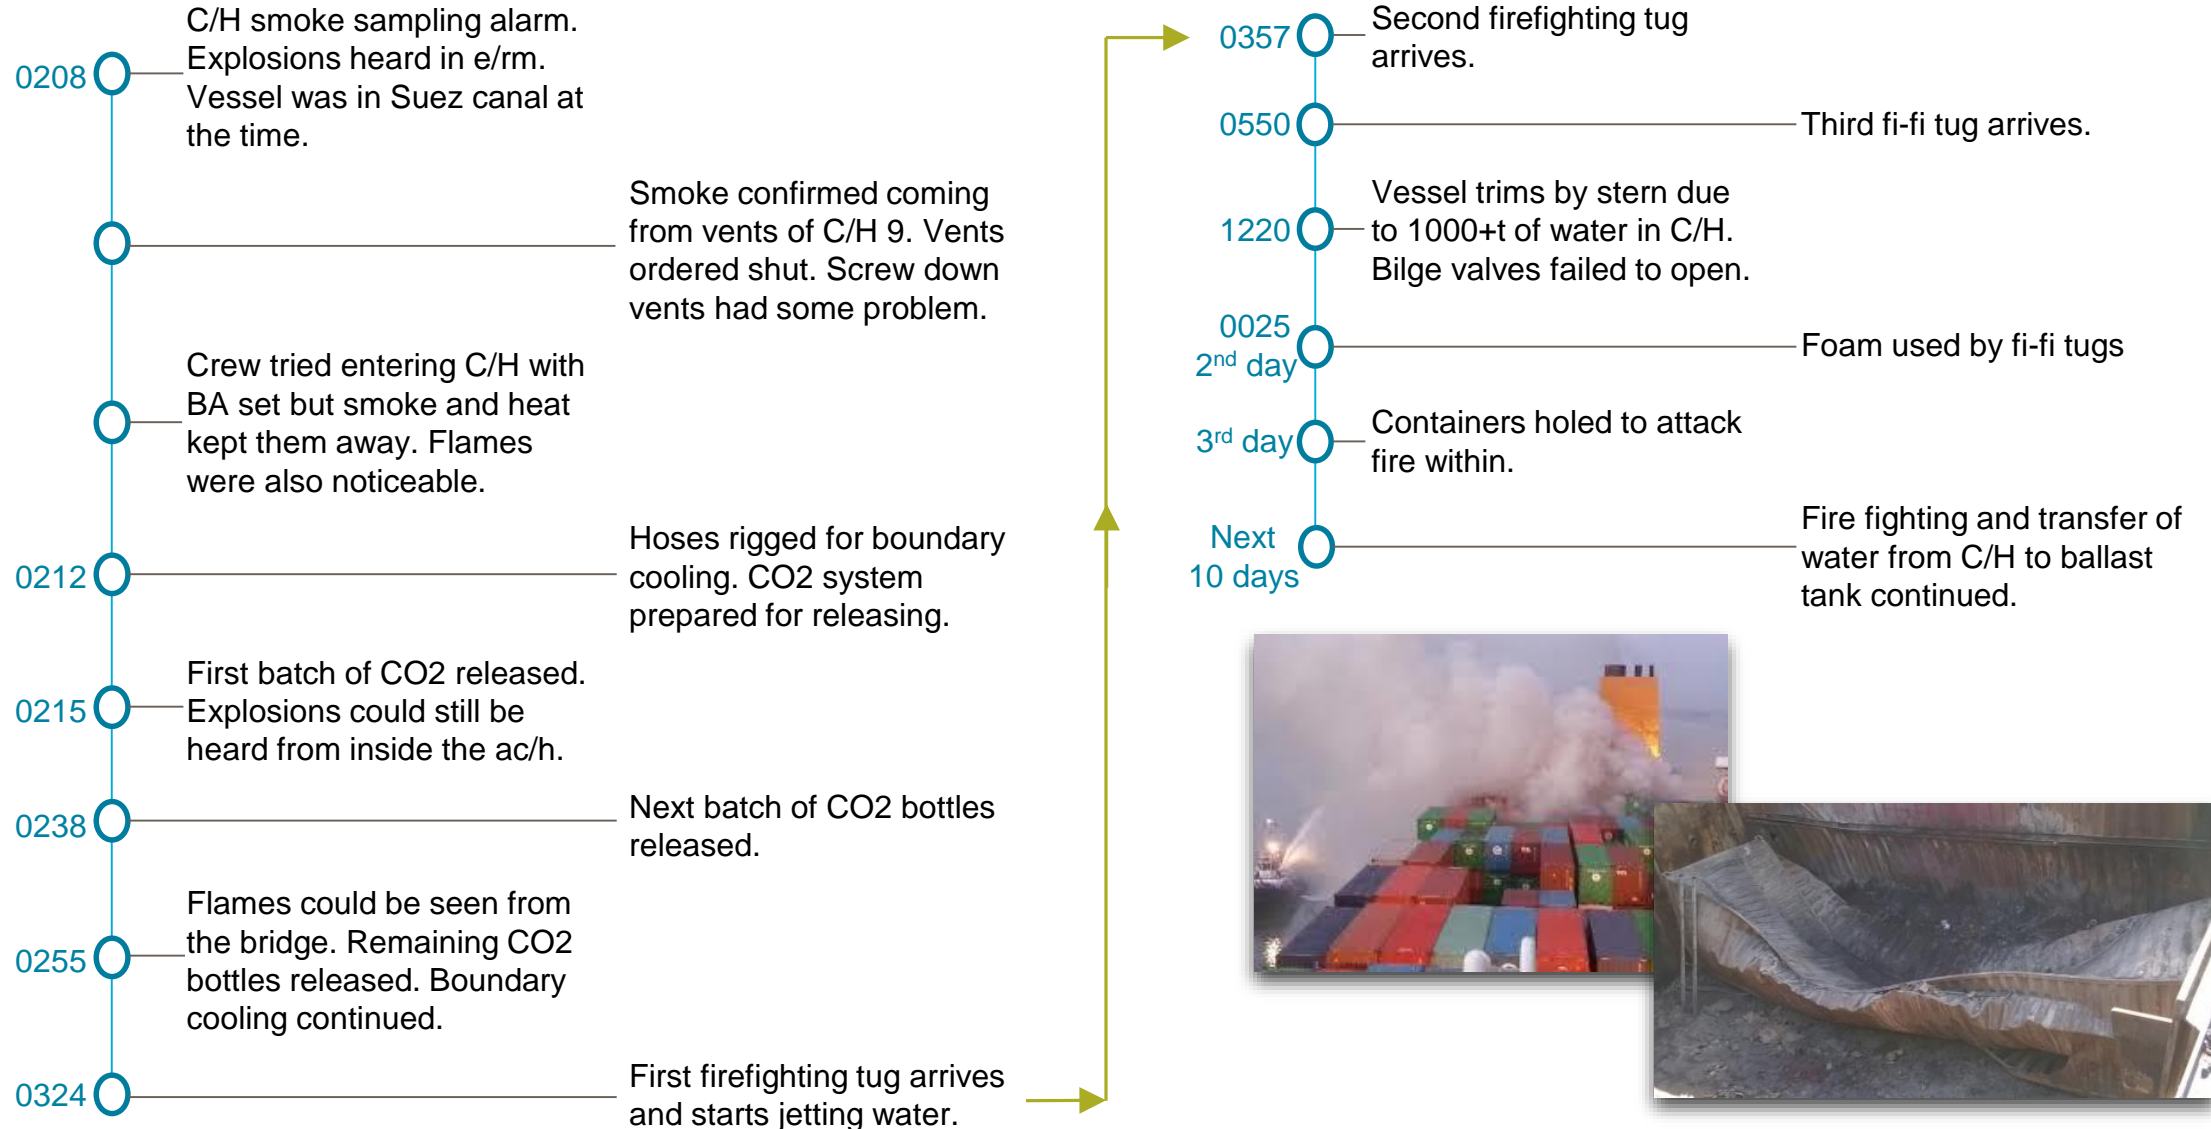 0208
C/H smoke sampling alarm.
Explosions heard in e/rm.
Vessel was in Suez canal at
the time.
Smoke confirmed coming
from vents of C/H 9. Vents
ordered shut. Screw down
vents had some problem.
Crew tried entering C/H with
BA set but smoke and heat
kept them away. Flames
were also noticeable.
0212
Hoses rigged for boundary
cooling. CO2 system
prepared for releasing.
0215
First batch of CO2 released.
Explosions could still be
heard from inside the ac/h.
0238
Next batch of CO2 bottles
released.
0255
Flames could be seen from
the bridge. Remaining CO2
bottles released. Boundary
cooling continued.
0324
First firefighting tug arrives
and starts jetting water.
0357
Second firefighting tug
arrives.
0550
Third fi-fi tug arrives.
1220
Vessel trims by stern due
to 1000+t of water in C/H.
Bilge valves failed to open.
0025
2nd day
Foam used by fi-fi tugs
3rd day
Containers holed to attack
fire within.
Next
10 days
Fire fighting and transfer of
water from C/H to ballast
tank continued.